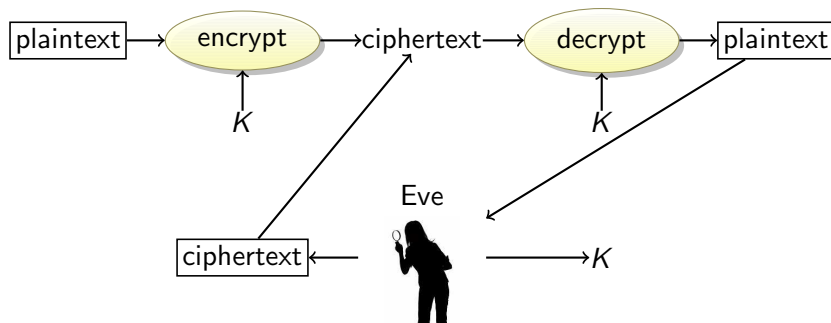 plaintext encrypt ciphertext decrypt plaintext
K K
Eve
ciphertext K